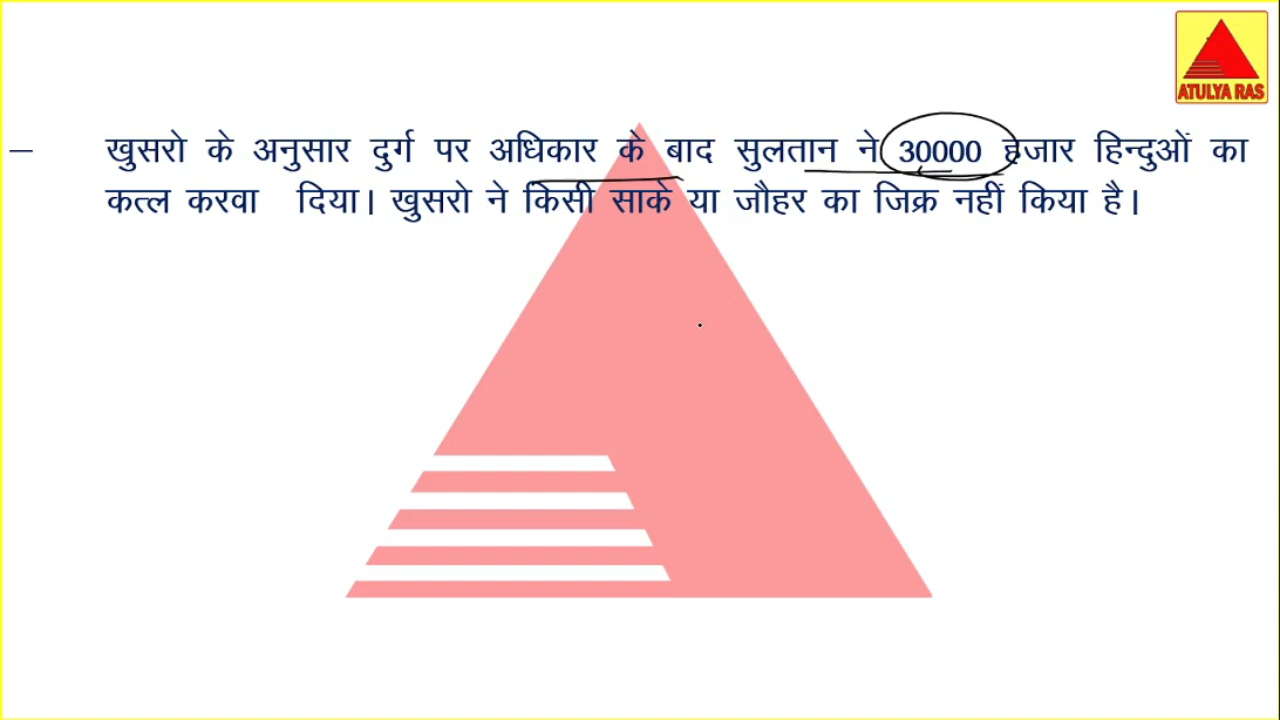 ATULYA RAS
– खुसरो के अनुसार दुर्ग पर अधिकार के बाद सुलतान ने 30000 हजार हिन्दुओं का
कत्ल करवा दिया। खुसरो ने किसी साके या जौहर का जिक्र नहीं किया है।